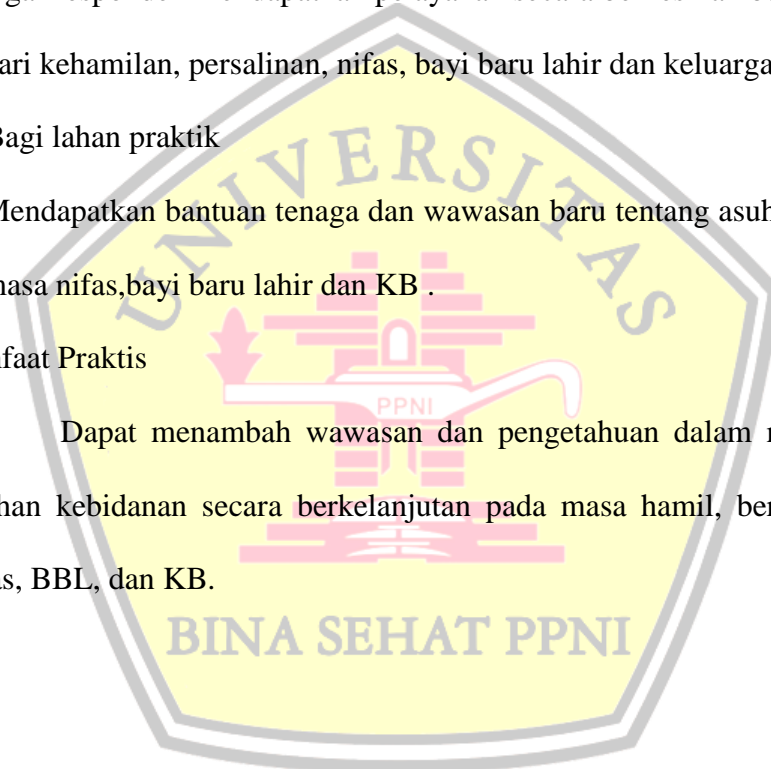 ari kehamilan, persalinan, nifas, bayi baru lahir dan keluarga
Bagi lahan praktik
Mendapatkan bantuan tenaga dan wawasan baru tentang asuh
masa nifas,bayi baru lahir dan KB .
nfaat Praktis
Dapat menambah wawasan dan pengetahuan dalam
han kebidanan secara berkelanjutan pada masa hamil, ber
as, BBL, dan KB.
UNIVERSITAS
PPNI
BINA SEHAT PPNI